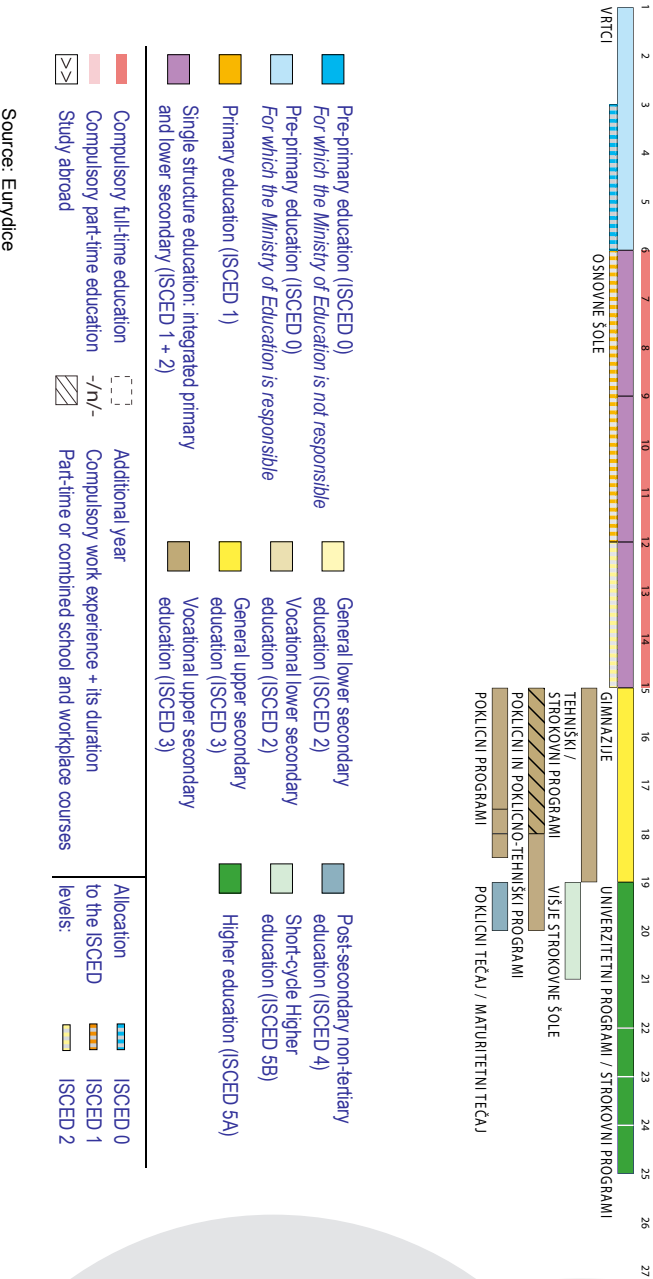 1 2 3 4 5 6 7 8 9 10 11 12 13 14 15 16 17 18 19 20 21 22 23 24 25 26 27
VRTCI
OSNOVNE ŠOLE
GIMNAZIJE
UNIVERZITETNI PROGRAMI / STROKOVNI PROGRAMI
TEHNIŠKI /
STROKOVNI PROGRAMI
VIŠJE STROKOVNE ŠOLE
POKLICNI IN POKLICNO-TEHNIŠKI PROGRAMI
POKLICNI PROGRAMI
POKLICNI TEČAJ / MATURITETNI TEČAJ
Pre-primary education (ISCED 0)
For which the Ministry of Education is not responsible
Pre-primary education (ISCED 0)
For which the Ministry of Education is responsible
Primary education (ISCED 1)
Single structure education: integrated primary
and lower secondary (ISCED 1 + 2)
General lower secondary
education (ISCED 2)
Vocational lower secondary
education (ISCED 2)
General upper secondary
education (ISCED 3)
Vocational upper secondary
education (ISCED 3)
Post-secondary non-tertiary
education (ISCED 4)
Short-cycle Higher
education (ISCED 5B)
Higher education (ISCED 5A)
Compulsory full-time education
Compulsory part-time education
>> Study abroad
Additional year
-/n/- Compulsory work experience + its duration
Part-time or combined school and workplace courses
Allocation
to the ISCED
levels:
ISCED 0
ISCED 1
ISCED 2
Source: Eurydice